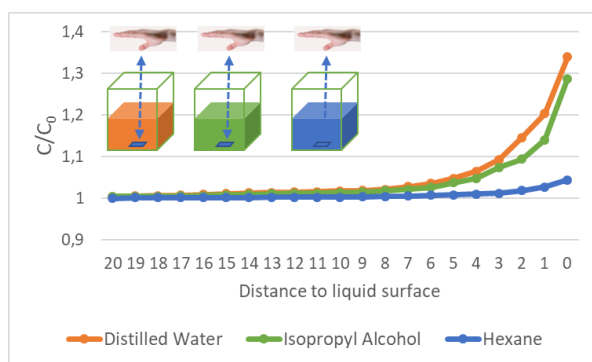 1,4
1,3
1,2
1,1
1
0,9
C/C₀
20 19 18 17 16 15 14 13 12 11 10 9 8 7 6 5 4 3 2 1 0
Distance to liquid surface
Distilled Water Isopropyl Alcohol Hexane